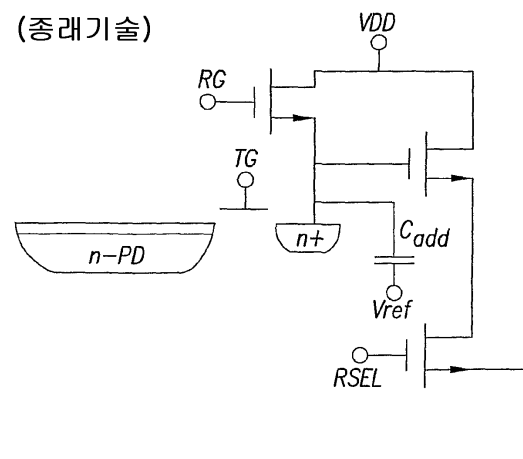 (종래기술)
VDD
RG
TG
n-PD
n+
Cadd
Vref
RSEL